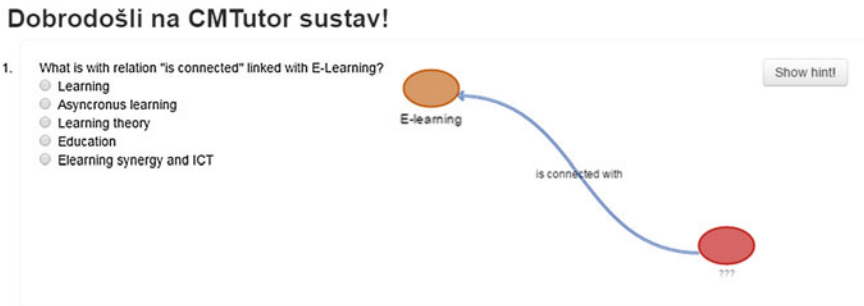 Dobrodošli na CMTutor sustav!
1. What is with relation "is connected" linked with E-Learning?
Learning
Asyncronus learning
Learning theory
Education
Elearning synergy and ICT
Show hint!
E-learning
is connected with
???